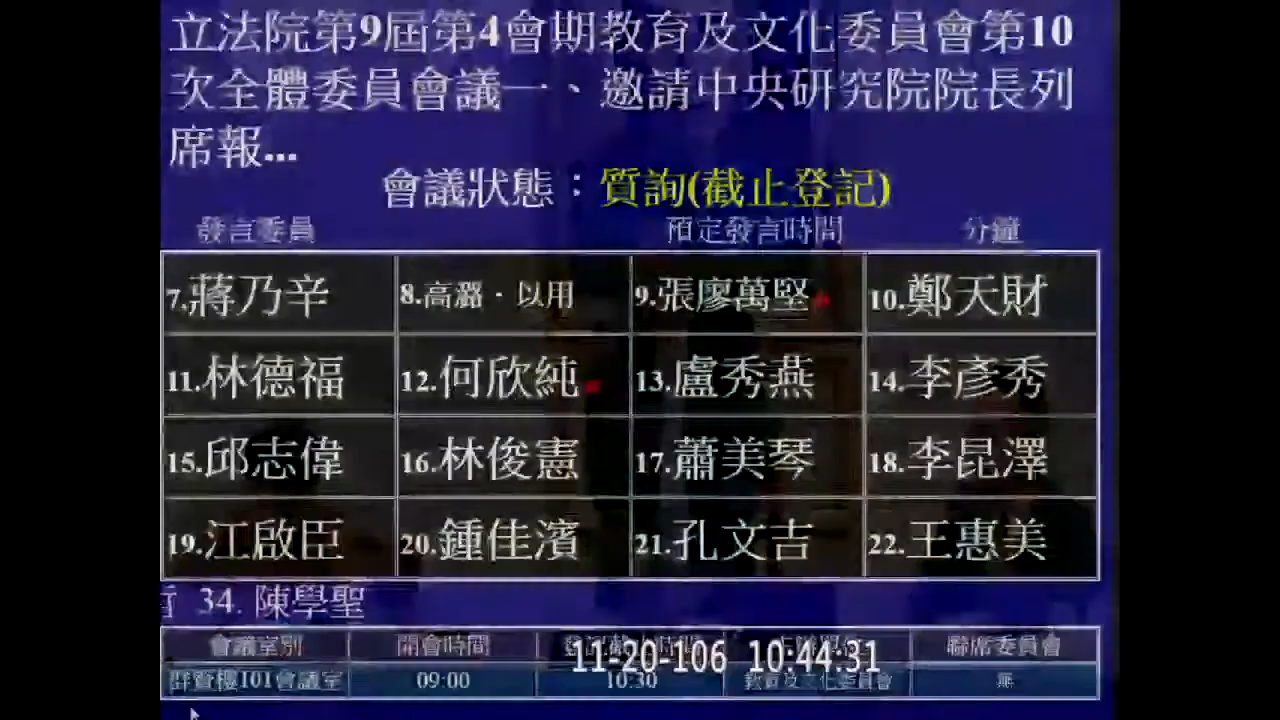 立法院第9屆第4會期教育及文化委員會第10
次全體委員會議一、邀請中央研究院院長列
席報...
會議狀態：質詢(截止登記)
發言委員 預定發言時間 分鐘
7.蔣乃辛 8.高潞．以用 9.張廖萬堅 10.鄭天財
11.林德福 12.何欣純 13.盧秀燕 14.李彥秀
15.邱志偉 16.林俊憲 17.蕭美琴 18.李昆澤
19.江啟臣 20.鍾佳濱 21.孔文吉 22.王惠美
34. 陳學聖
會議室別 開會時間 聯席委員會
11-20-106 10:44:31
群賢樓101會議室 09:00 10:30 教育及文化委員會 無